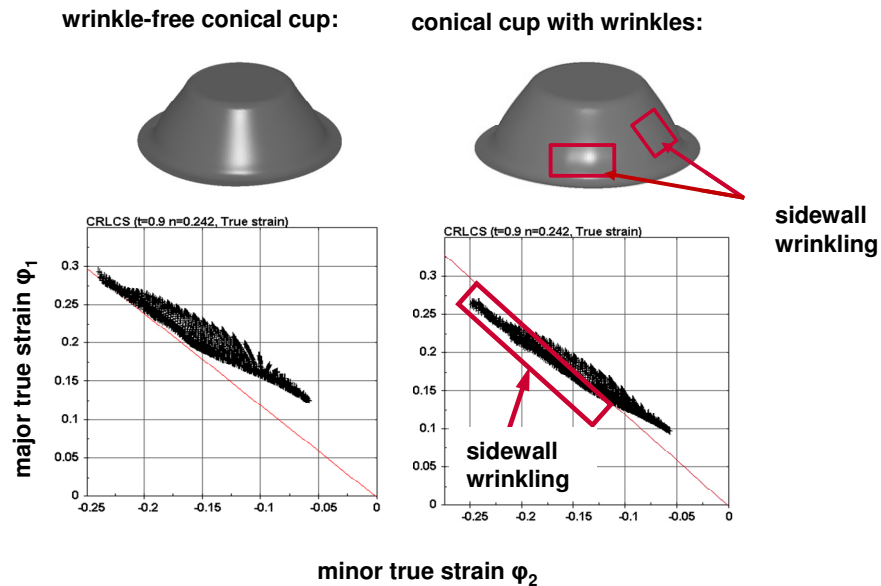 wrinkle-free conical cup:
conical cup with wrinkles:
sidewall
wrinkling
CRLCS (t=0.9 n=0.242, True strain)
0.3
0.25
0.2
0.15
0.1
0.05
0
-0.25
-0.2
-0.15
-0.1
-0.05
0
major true strain φ1
CRLCS (t=0.9 n=0.242, True strain)
0.3
0.25
0.2
0.15
0.1
0.05
0
-0.25
-0.2
-0.15
-0.1
-0.05
0
sidewall
wrinkling
minor true strain φ2